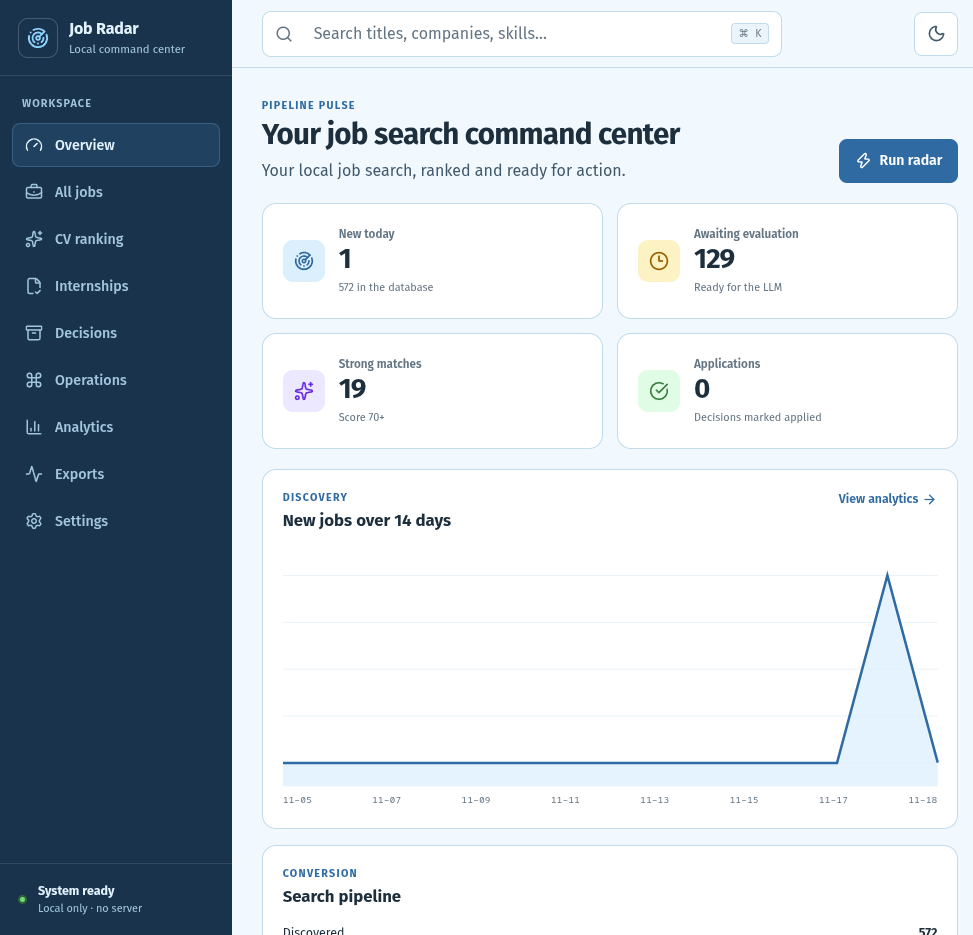 Job Radar
Local command center
WORKSPACE
Overview
All jobs
CV ranking
Internships
Decisions
Operations
Analytics
Exports
Settings
System ready
Local only · no server
Search titles, companies, skills...
⌘ K
PIPELINE PULSE
Your job search command center
Your local job search, ranked and ready for action.
Run radar
New today
1
572 in the database
Awaiting evaluation
129
Ready for the LLM
Strong matches
19
Score 70+
Applications
0
Decisions marked applied
DISCOVERY
New jobs over 14 days
View analytics →
11-05 11-07 11-09 11-11 11-13 11-15 11-17 11-18
CONVERSION
Search pipeline
Discovered 572